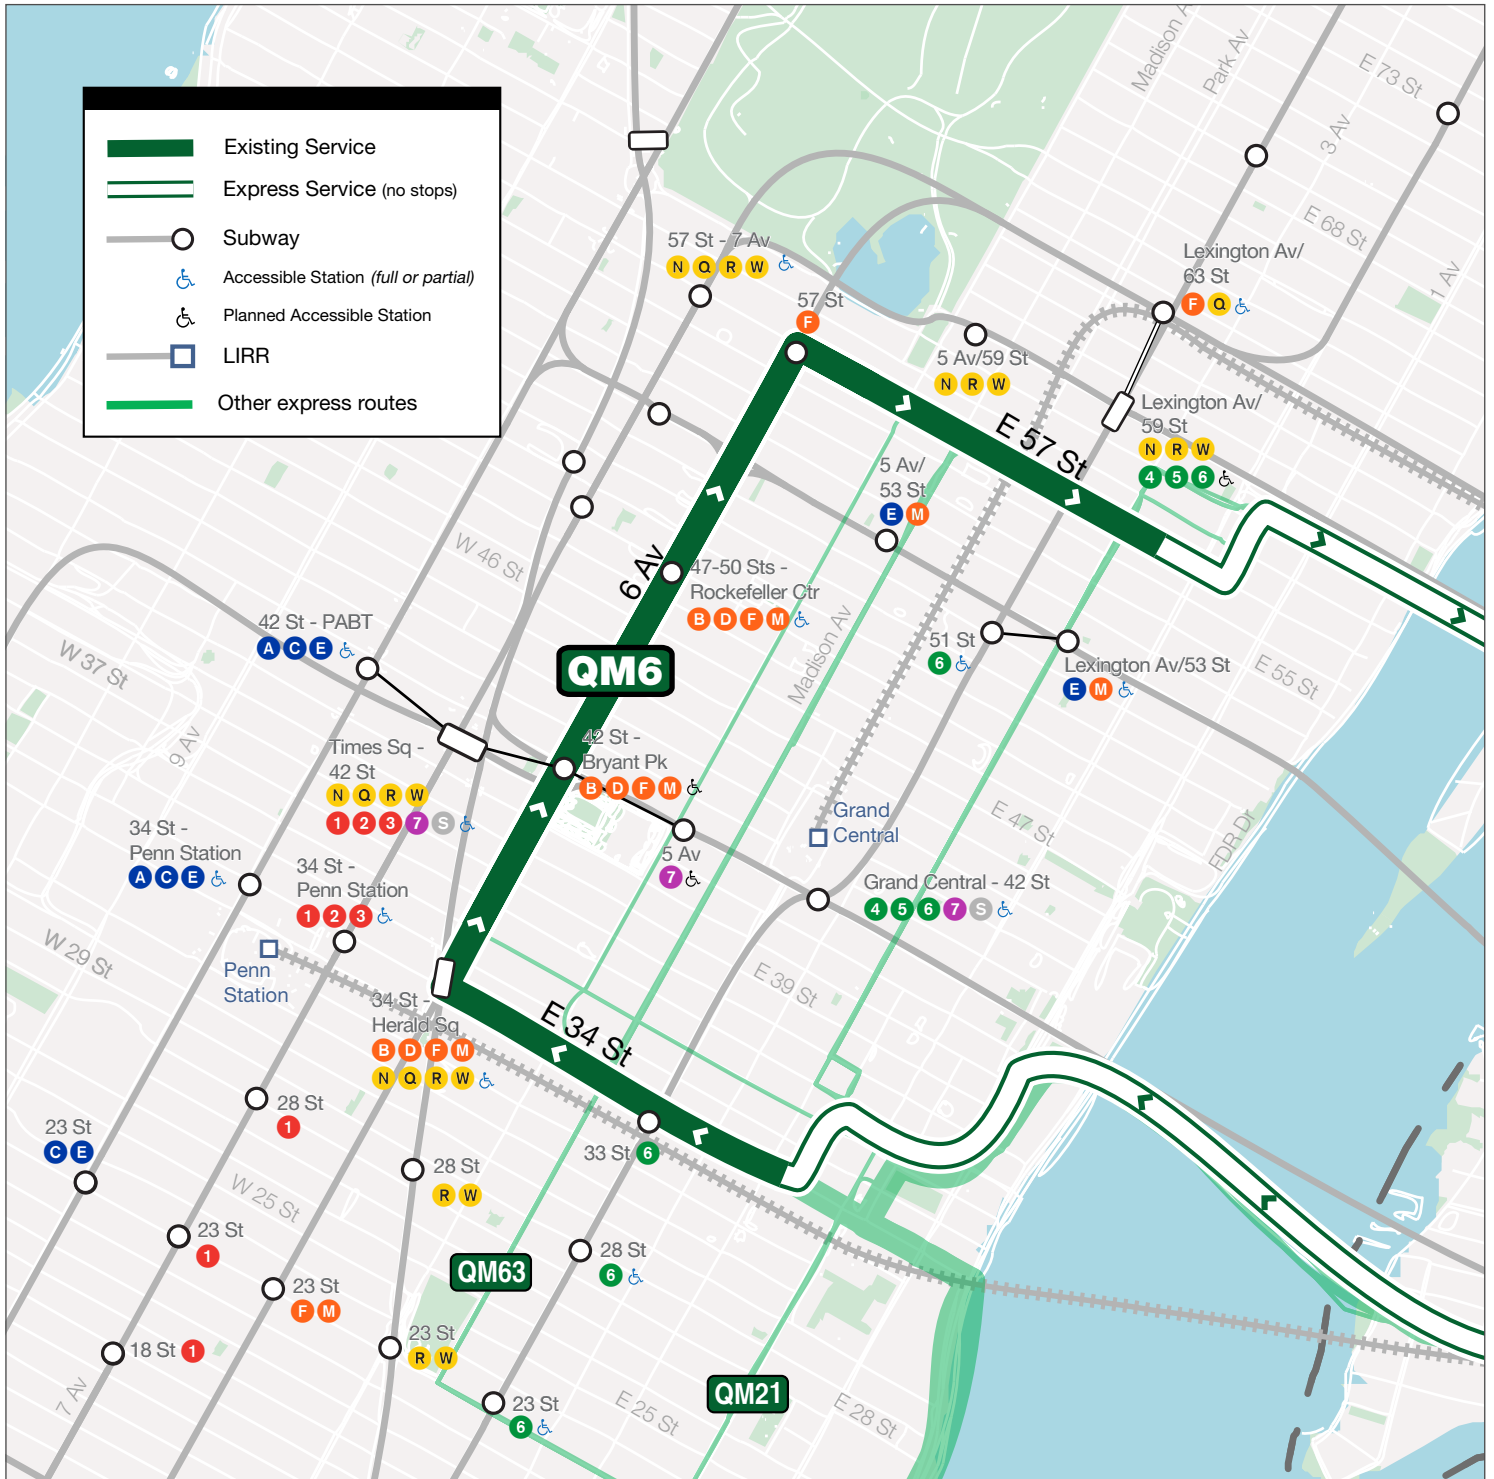 Existing Service
Express Service (no stops)
Subway
Accessible Station (full or partial)
Planned Accessible Station
LIRR
Other express routes
Madison A
Park Av
E 73 St
3 Av
E 68 St
1 Av
57 St - 7 Av
N Q R W
57 St
F
Lexington Av/
63 St
F Q
5 Av/59 St
N R W
Lexington Av/
59 St
N R W
4 5 6
E 57 St
5 Av/
53 St
E M
W 46 St
6 Av
47-50 Sts -
Rockefeller Ctr
B D F M
Madison Av
42 St - PABT
A C E
W 37 St
QM6
51 St
6
Lexington Av/53 St
E M
E 55 St
9 Av
Times Sq -
42 St
N Q R W
1 2 3 7 S
42 St -
Bryant Pk
B D F M
5 Av
7
Grand
Central
E 47 St
FDR Dr
34 St -
Penn Station
A C E
34 St -
Penn Station
1 2 3
Grand Central - 42 St
4 5 6 7 S
W 29 St
Penn
Station
E 39 St
34 St -
Herald Sq
B D F M
N Q R W
E 34 St
28 St
1
23 St
C E
33 St 6
28 St
R W
W 25 St
23 St
1
28 St
6
QM63
23 St
F M
18 St 1
23 St
R W
7 Av
23 St
6
QM21
E 25 St
E 28 St